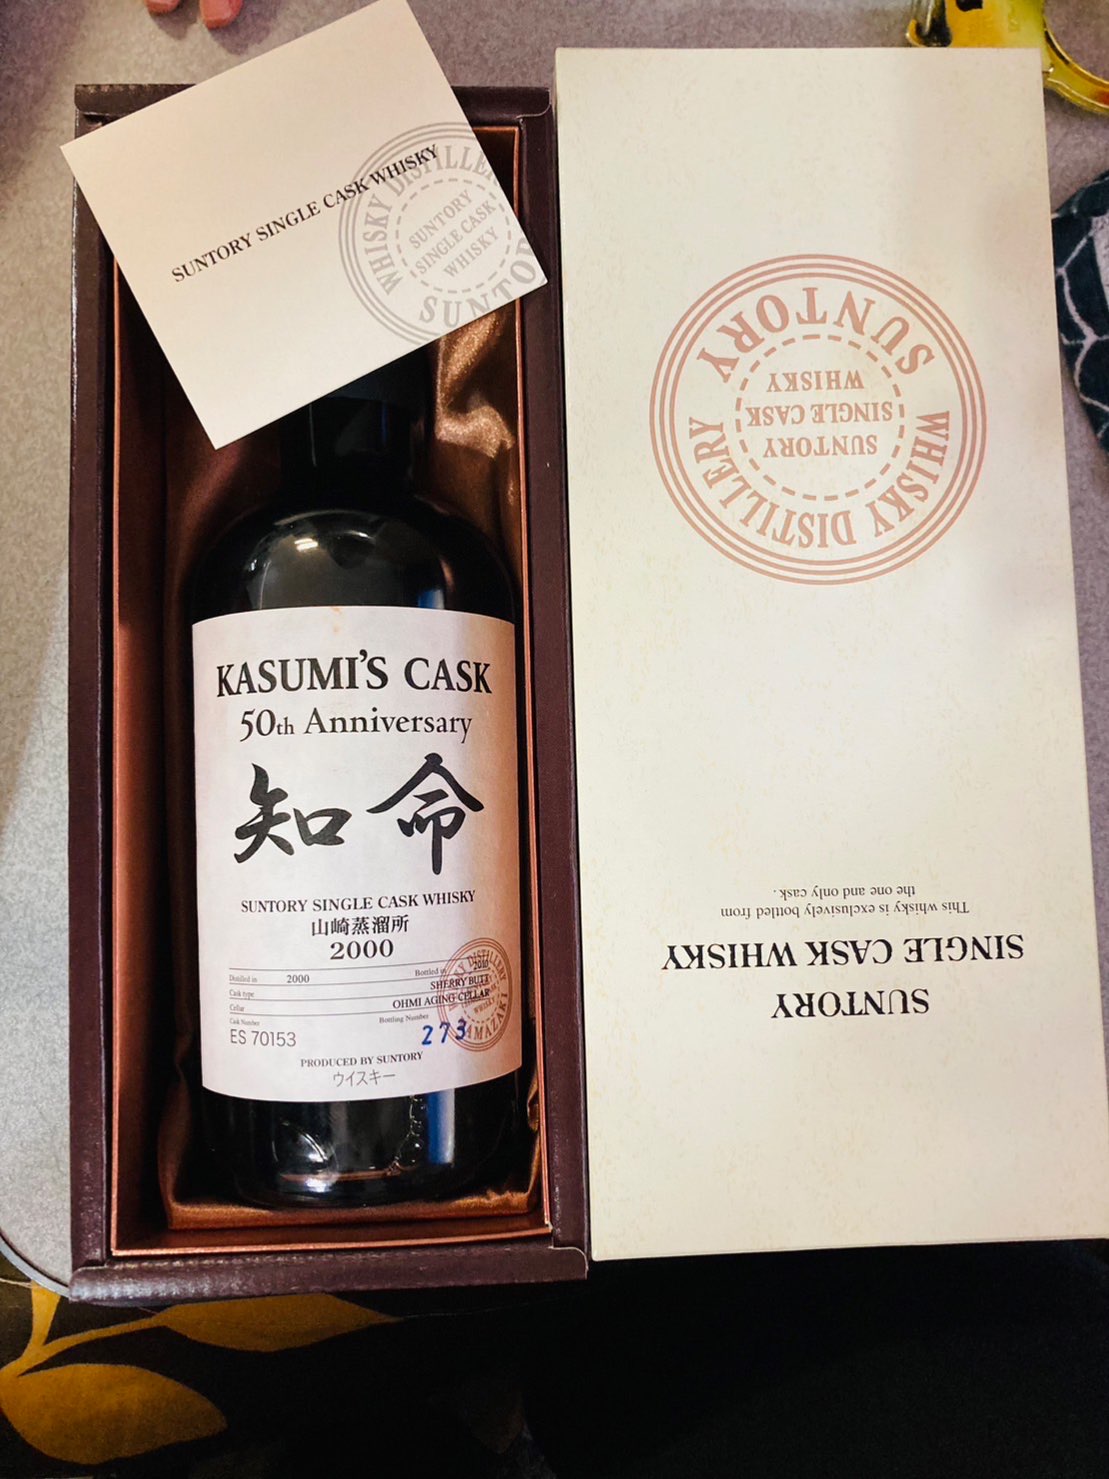 SUNTORY SINGLE CASK WHISKY
WHISKY DISTILLERY
SUNTORY
SINGLE CASK
WHISKY
SUNTORY
KASUMI'S CASK
50th Anniversary
知命
SUNTORY SINGLE CASK WHISKY
山崎蒸溜所
2000
Distilled in 2000 Bottled in 2010
Cask type SHERRY BUTT
Cellar OHMI AGING CELLAR
Cask Number Bottling Number
ES 70153 273
YAMAZAKI
PRODUCED BY SUNTORY
ウイスキー
SUNTORY
SINGLE CASK WHISKY
This whisky is exclusively bottled from
the one and only cask.
WHISKY DISTILLERY
SUNTORY
SINGLE CASK
WHISKY
SUNTORY